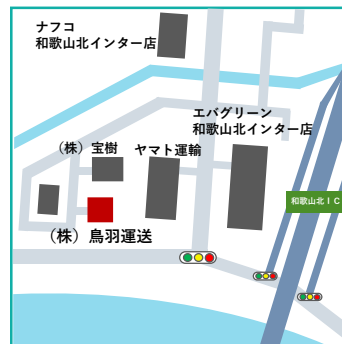 ナフコ
和歌山北インター店
エバグリーン
和歌山北インター店
(株)宝樹
ヤマト運輸
和歌山北IC
(株)鳥羽運送